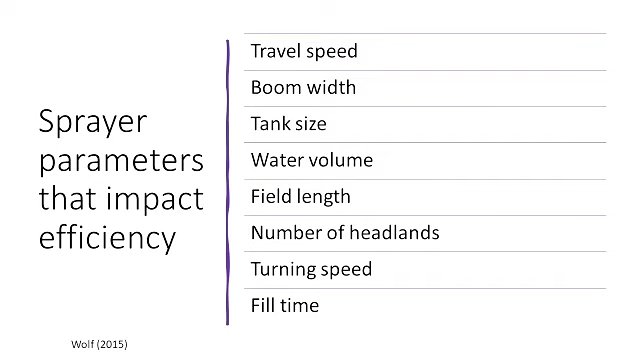 Sprayer
parameters
that impact
efficiency
Travel speed
Boom width
Tank size
Water volume
Field length
Number of headlands
Turning speed
Fill time
Wolf (2015)